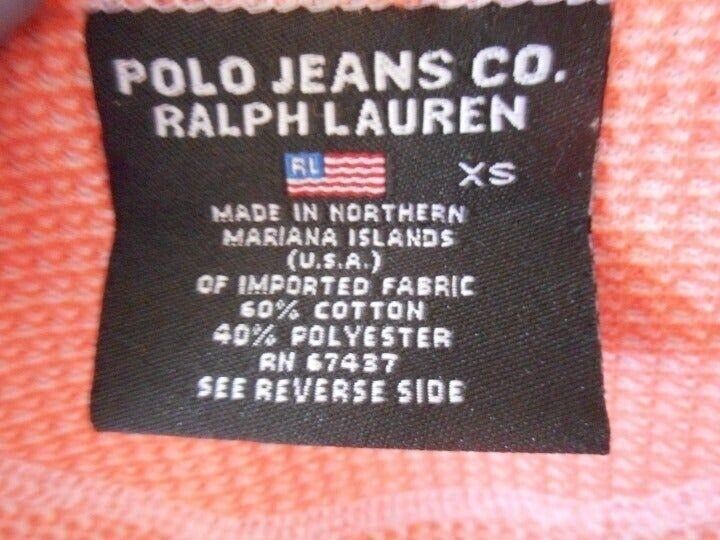 POLO JEANS CO.
RALPH LAUREN
RL XS
MADE IN NORTHERN
MARIANA ISLANDS
(U.S.A.)
OF IMPORTED FABRIC
60% COTTON
40% POLYESTER
RN 67437
SEE REVERSE SIDE